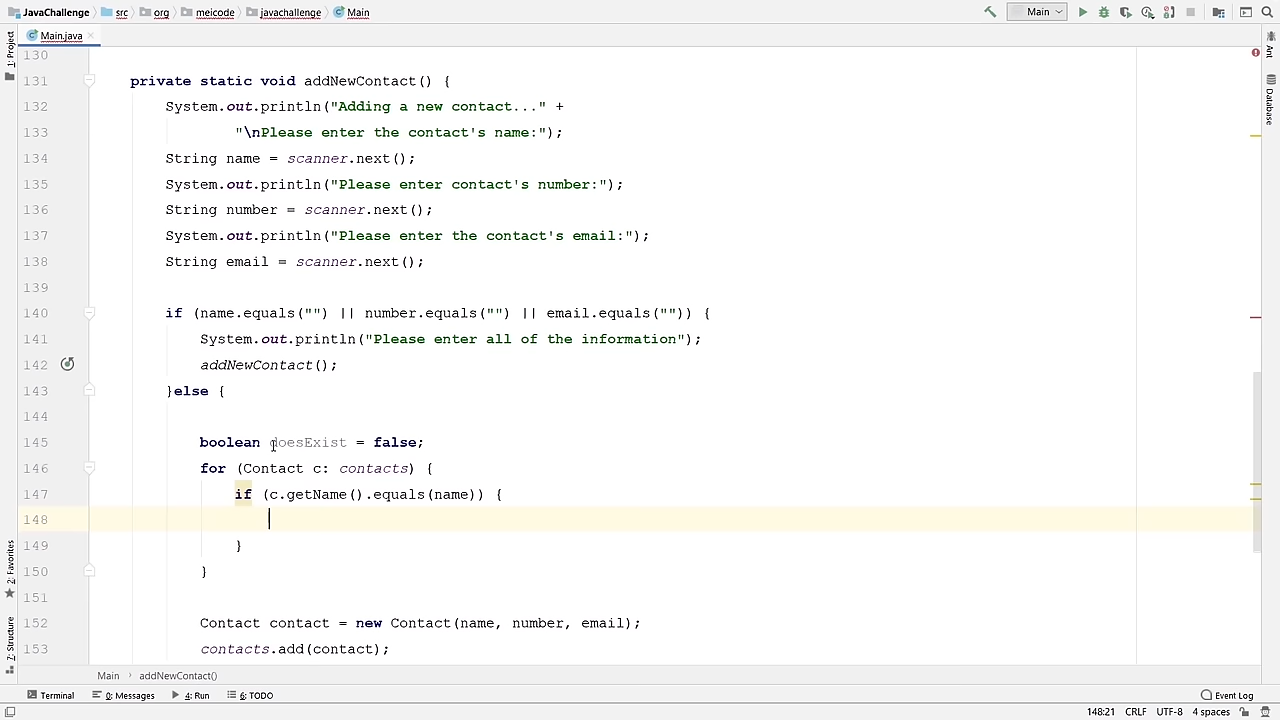 JavaChallenge src org meicode javachallenge Main Main
Main.java
1: Project
Ant
Database
130
131 private static void addNewContact() {
132 System.out.println("Adding a new contact..." +
133 "\nPlease enter the contact's name:");
134 String name = scanner.next();
135 System.out.println("Please enter contact's number:");
136 String number = scanner.next();
137 System.out.println("Please enter the contact's email:");
138 String email = scanner.next();
139
140 if (name.equals("") || number.equals("") || email.equals("")) {
141 System.out.println("Please enter all of the information");
142 addNewContact();
143 }else {
144
145 boolean doesExist = false;
146 for (Contact c: contacts) {
147 if (c.getName().equals(name)) {
148
149 }
150 }
151
152 Contact contact = new Contact(name, number, email);
153 contacts.add(contact);
2: Favorites
7: Structure
Main addNewContact()
Terminal 0: Messages 4: Run 6: TODO Event Log
148:21 CRLF UTF-8 4 spaces